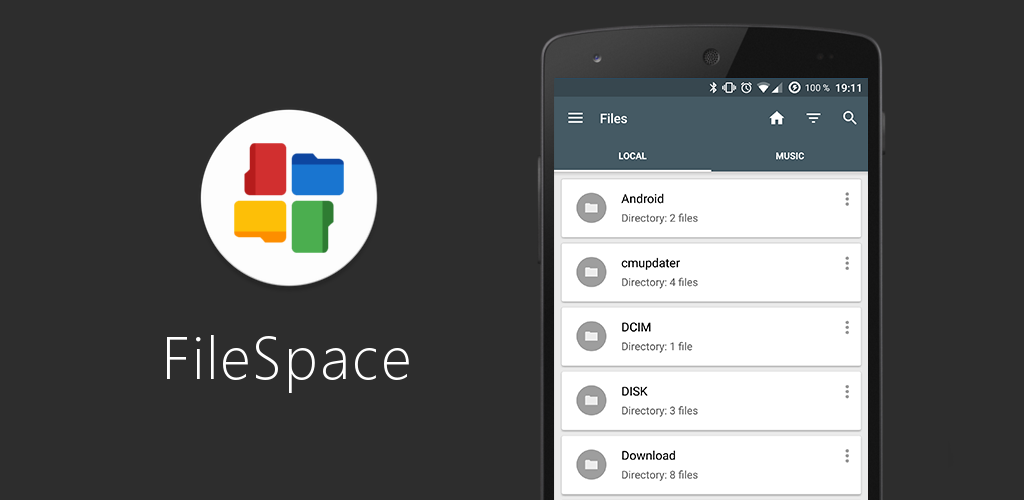 FileSpace
100 % 19:11
Files
LOCAL MUSIC
Android
Directory: 2 files
cmupdater
Directory: 4 files
DCIM
Directory: 1 file
DISK
Directory: 3 files
Download
Directory: 8 files